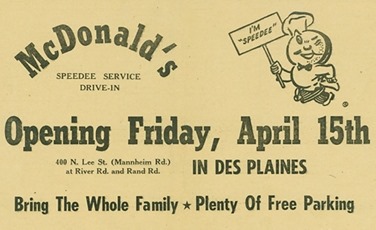 McDonald's
I'M
"SPEEDEE"
SPEEDEE SERVICE
DRIVE-IN
Opening Friday, April 15th
400 N. Lee St. (Mannheim Rd.)
at River Rd. and Rand Rd.
IN DES PLAINES
Bring The Whole Family ★ Plenty Of Free Parking